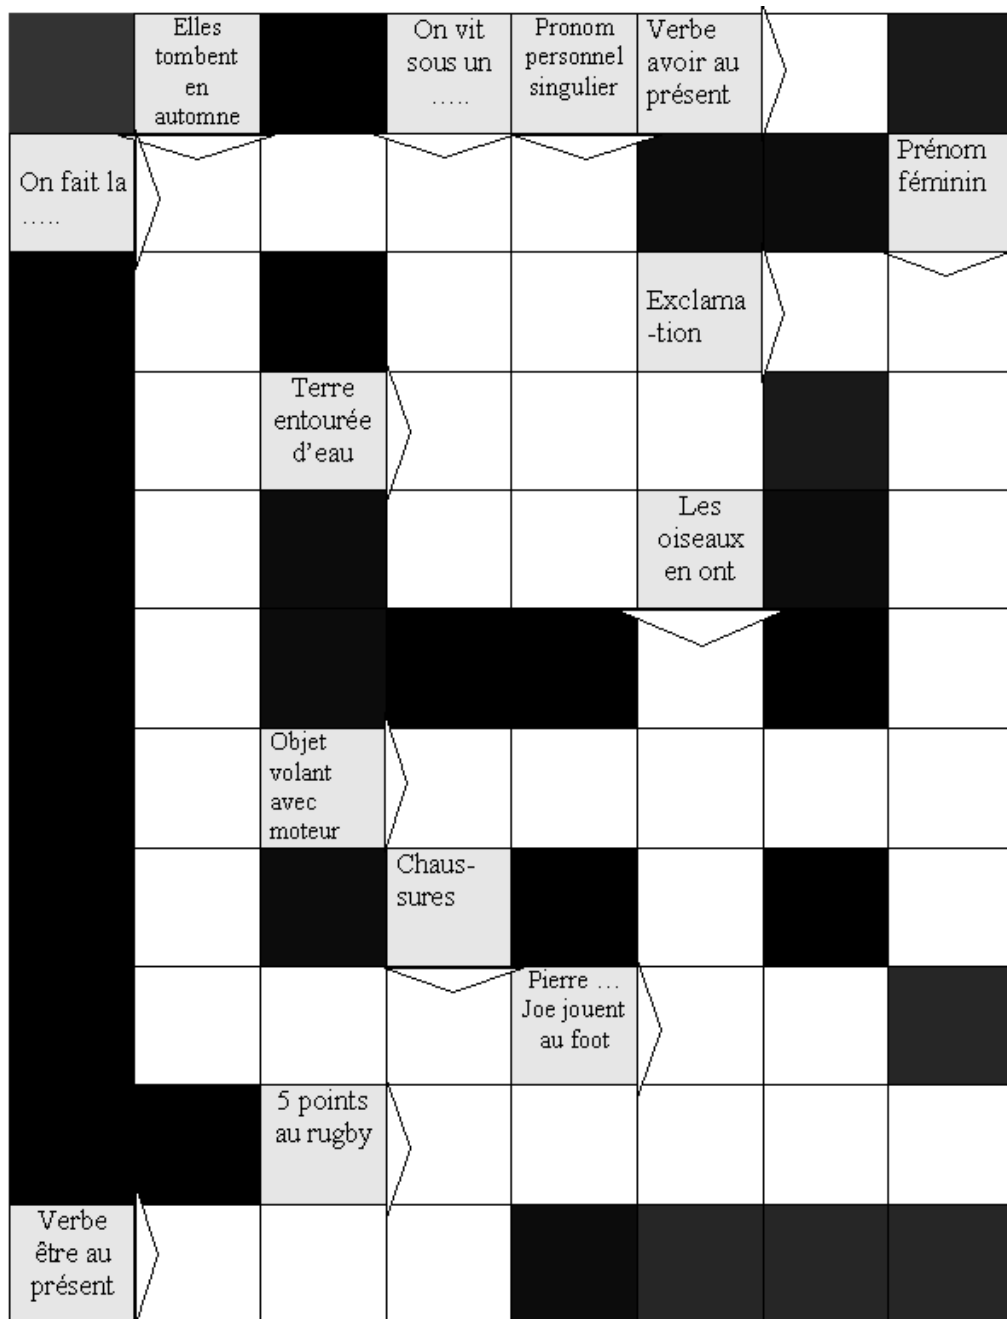 Elles
tombent
en
automne
On vit
sous un
.....
Pronom
personnel
singulier
Verbe
avoir au
présent
On fait la
.....
Prénom
féminin
Exclama
-tion
Terre
entourée
d'eau
Les
oiseaux
en ont
Objet
volant
avec
moteur
Chaus-
sures
Pierre ...
Joe jouent
au foot
5 points
au rugby
Verbe
être au
présent